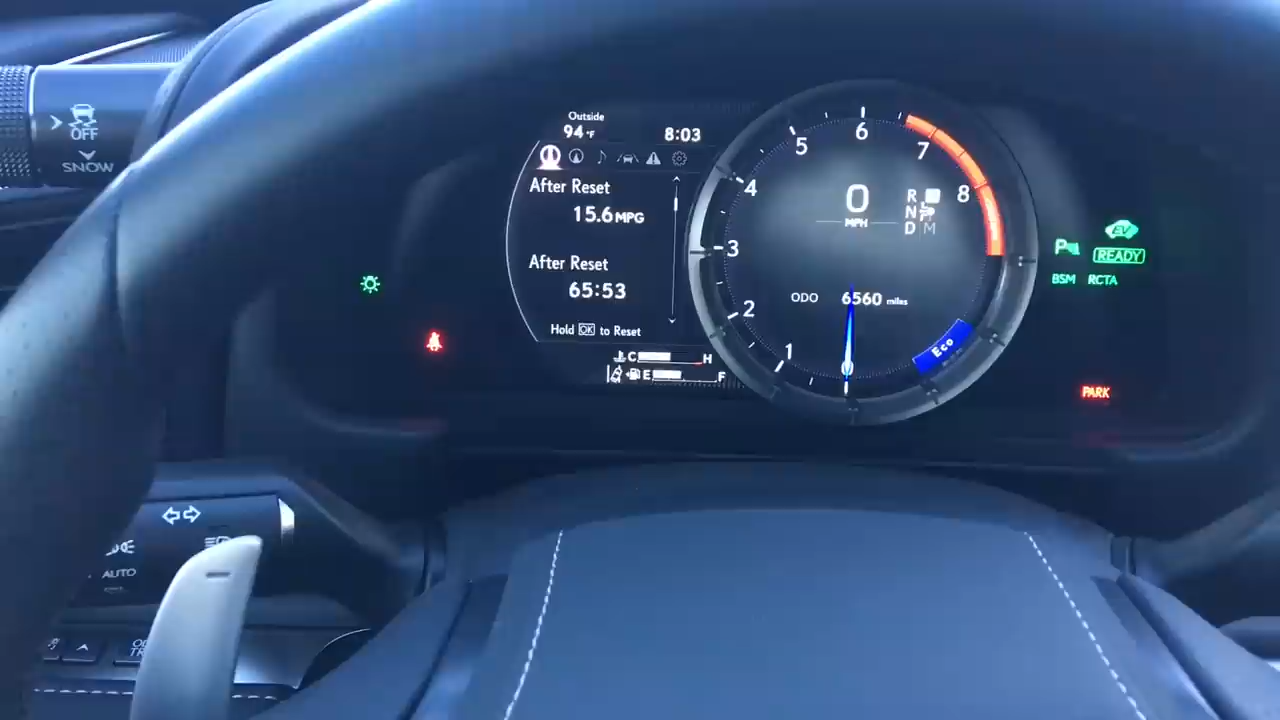 OFF
SNOW
Outside
94°F
8:03
After Reset
15.6 MPG
After Reset
65:53
Hold OK to Reset
C H
E F
0 1 2 3 4 5 6 7 8
0
MPH
R
N
D M
ODO 6560 miles
Eco
EV
P
READY
BSM RCTA
PARK
AUTO